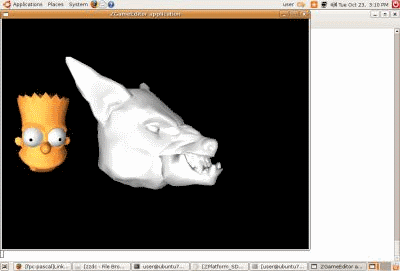 Applications Places System user Tue Oct 23, 3:10 PM
ZGameEditor application
[fpc-pascal]Link... [zzdc - File Bro... user@ubuntu7... [ZPlatform_SD... [user@ubuntu7... ZGameEditor a...